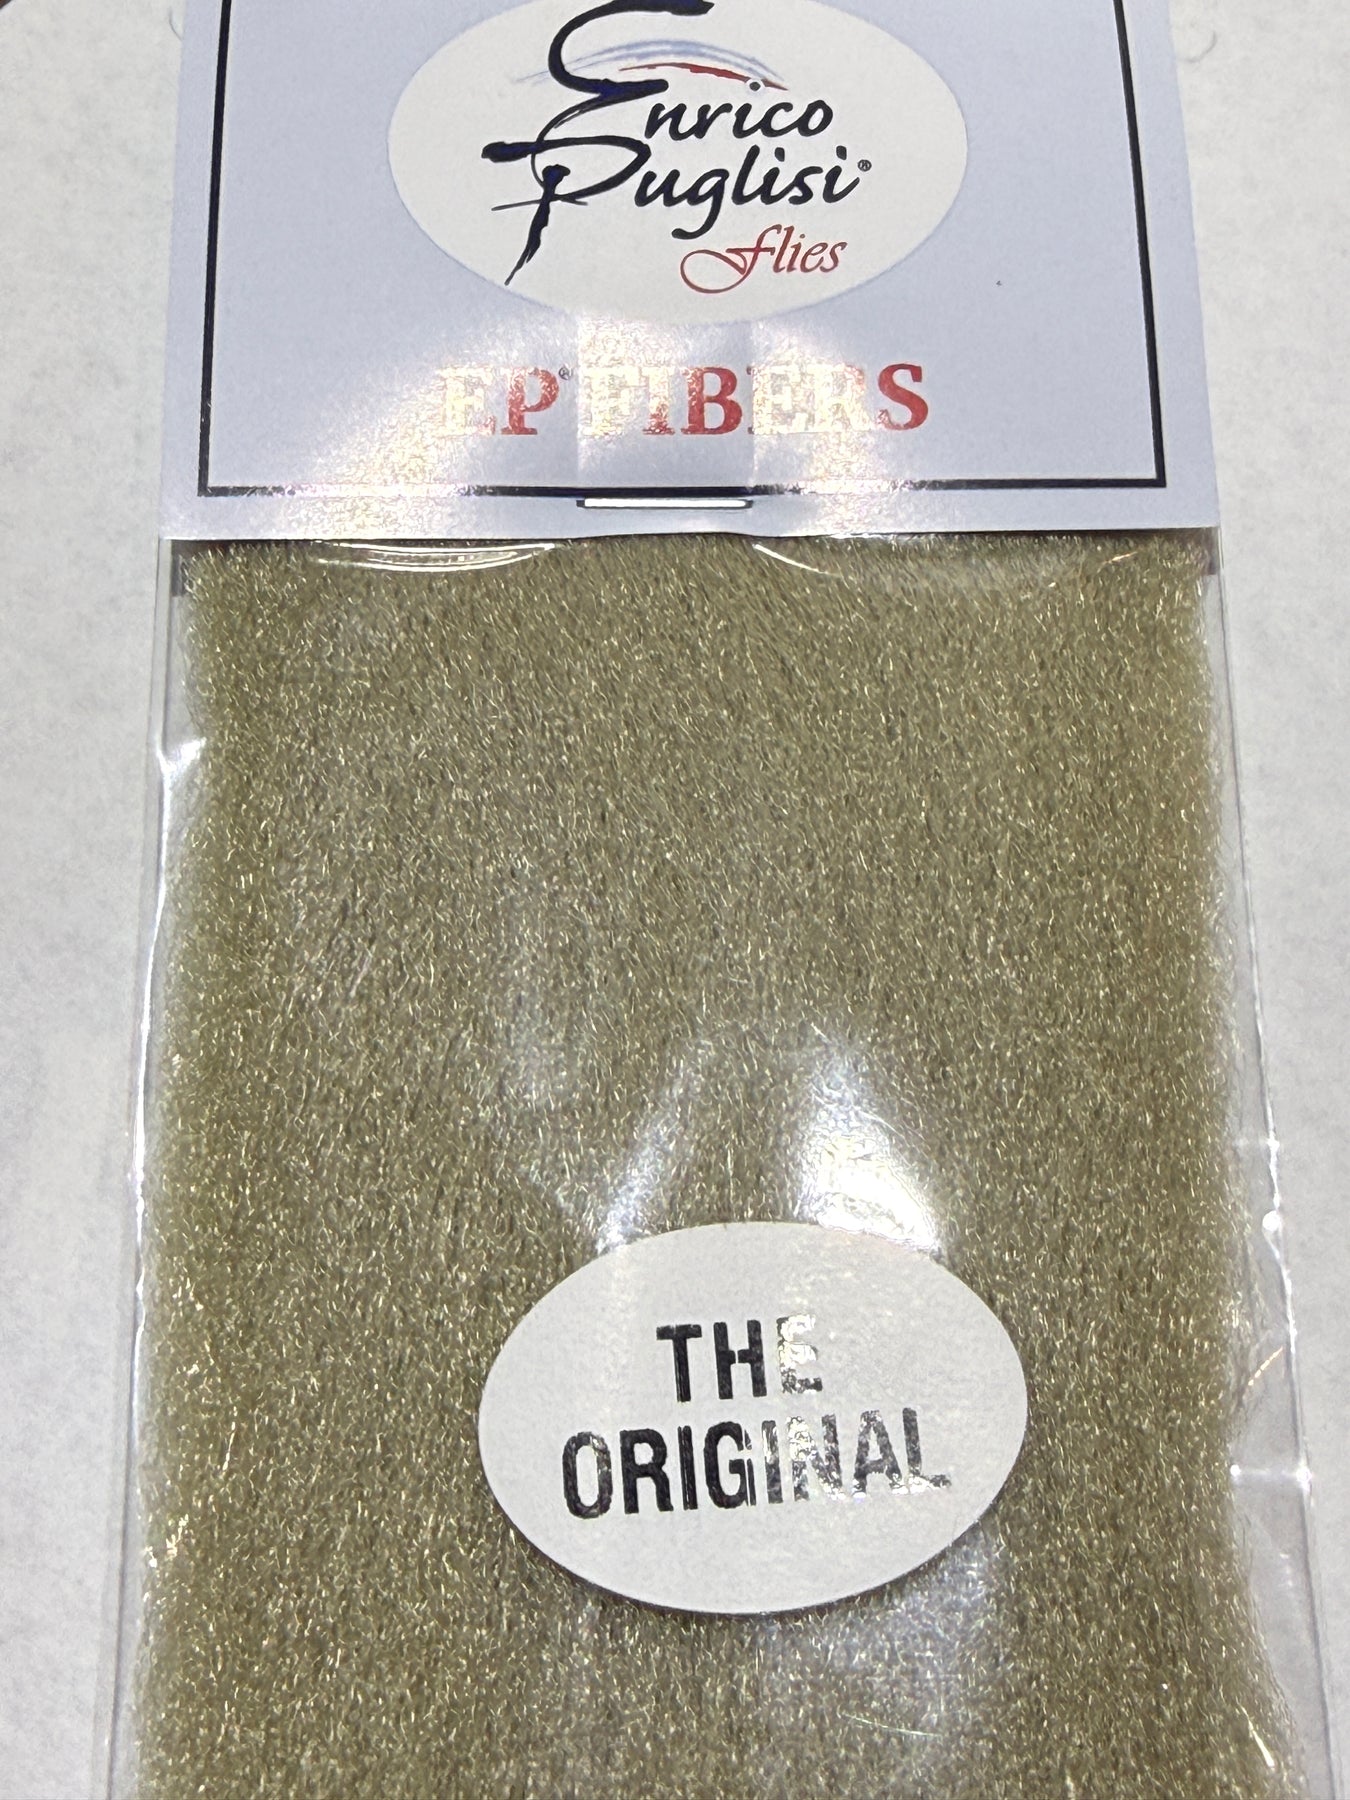 Enrico
Puglisi®
flies
EP® FIBERS
THE
ORIGINAL